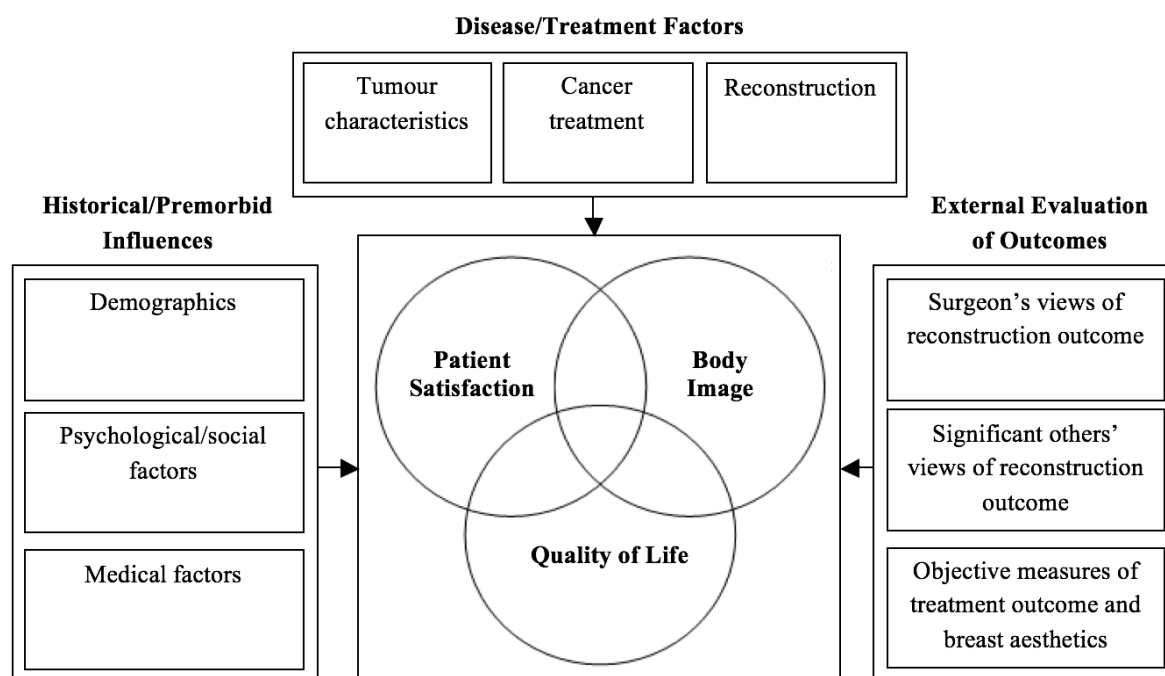 Disease/Treatment Factors
Tumour
characteristics
Cancer
treatment
Reconstruction
Historical/Premorbid
Influences
Demographics
Psychological/social
factors
Medical factors
Patient
Satisfaction
Body
Image
Quality of Life
External Evaluation
of Outcomes
Surgeon’s views of
reconstruction outcome
Significant others’
views of reconstruction
outcome
Objective measures of
treatment outcome and
breast aesthetics